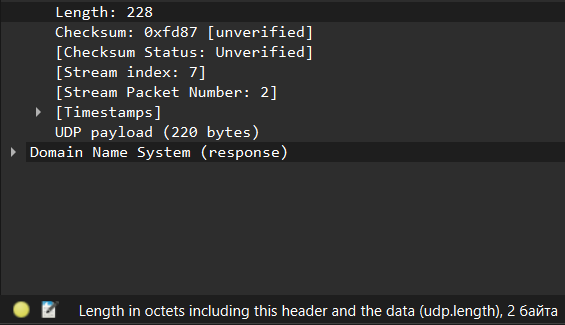 Length: 228
Checksum: 0xfd87 [unverified]
[Checksum Status: Unverified]
[Stream index: 7]
[Stream Packet Number: 2]
[Timestamps]
UDP payload (220 bytes)
Domain Name System (response)
Length in octets including this header and the data (udp.length), 2 байта